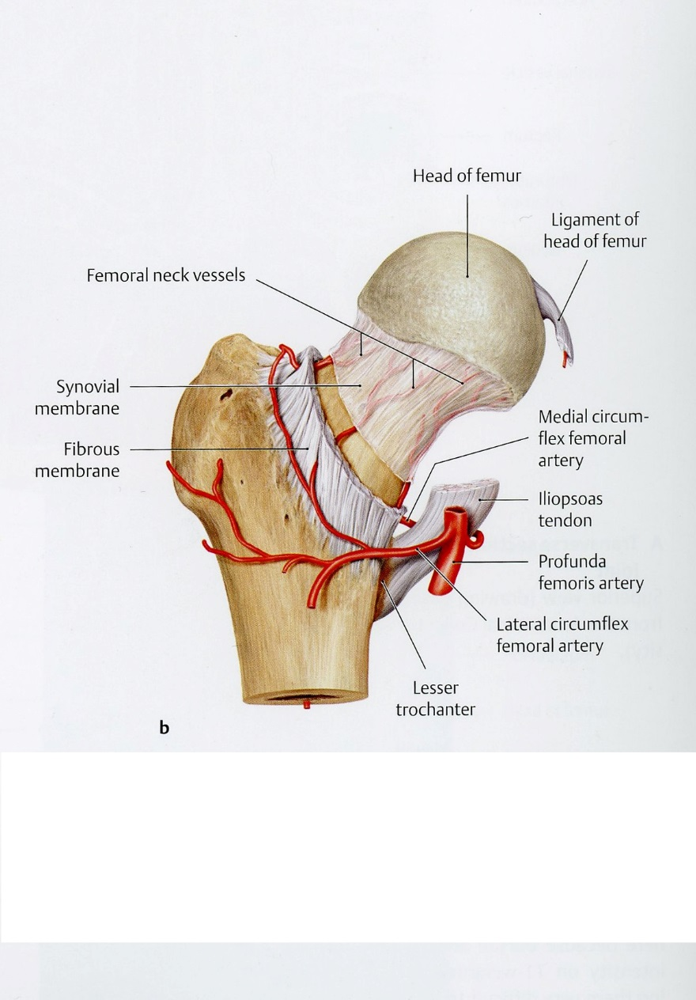 Head of femur
Ligament of
head of femur
Femoral neck vessels
Synovial
membrane
Fibrous
membrane
Medial circum-
flex femoral
artery
Iliopsoas
tendon
Profunda
femoris artery
Lateral circumflex
femoral artery
Lesser
trochanter
b